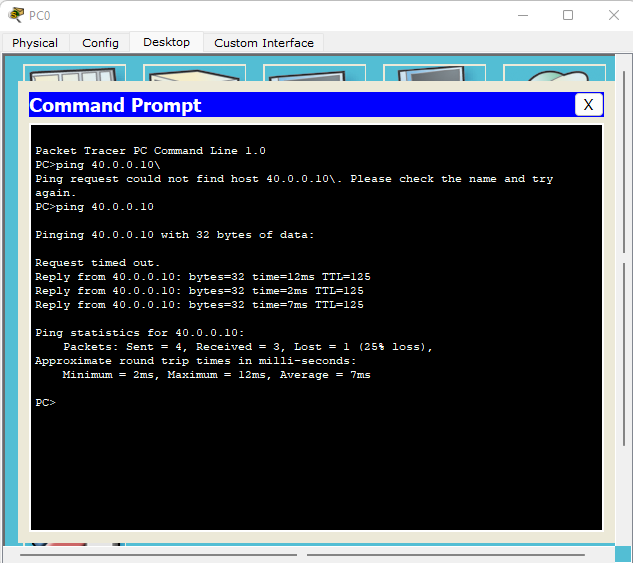 PC0
Physical Config Desktop Custom Interface
Command Prompt X
Packet Tracer PC Command Line 1.0
PC>ping 40.0.0.10\
Ping request could not find host 40.0.0.10\. Please check the name and try
again.
PC>ping 40.0.0.10
Pinging 40.0.0.10 with 32 bytes of data:
Request timed out.
Reply from 40.0.0.10: bytes=32 time=12ms TTL=125
Reply from 40.0.0.10: bytes=32 time=2ms TTL=125
Reply from 40.0.0.10: bytes=32 time=7ms TTL=125
Ping statistics for 40.0.0.10:
    Packets: Sent = 4, Received = 3, Lost = 1 (25% loss),
Approximate round trip times in milli-seconds:
    Minimum = 2ms, Maximum = 12ms, Average = 7ms
PC>